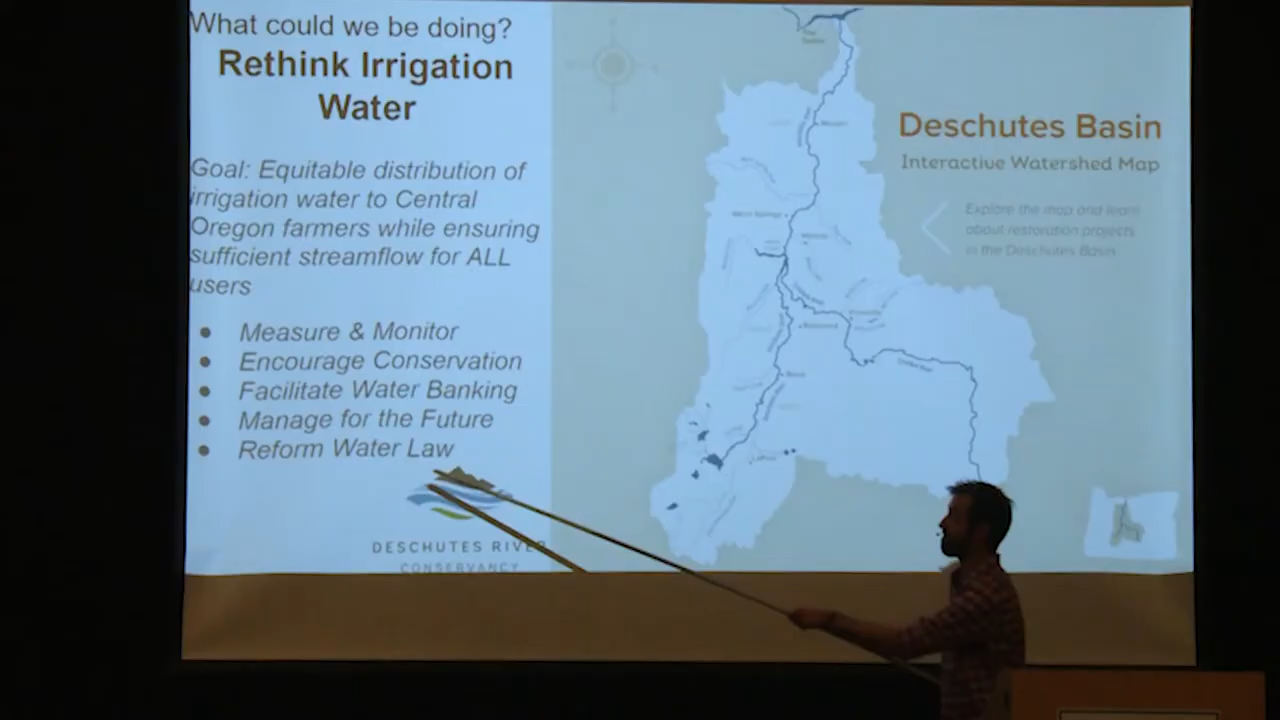 What could we be doing?
Rethink Irrigation
Water
Goal: Equitable distribution of
irrigation water to Central
Oregon farmers while ensuring
sufficient streamflow for ALL
users
● Measure & Monitor
● Encourage Conservation
● Facilitate Water Banking
● Manage for the Future
● Reform Water Law
DESCHUTES RIVER
CONSERVANCY
Deschutes Basin
Interactive Watershed Map
Explore the map and learn
about restoration projects
in the Deschutes Basin